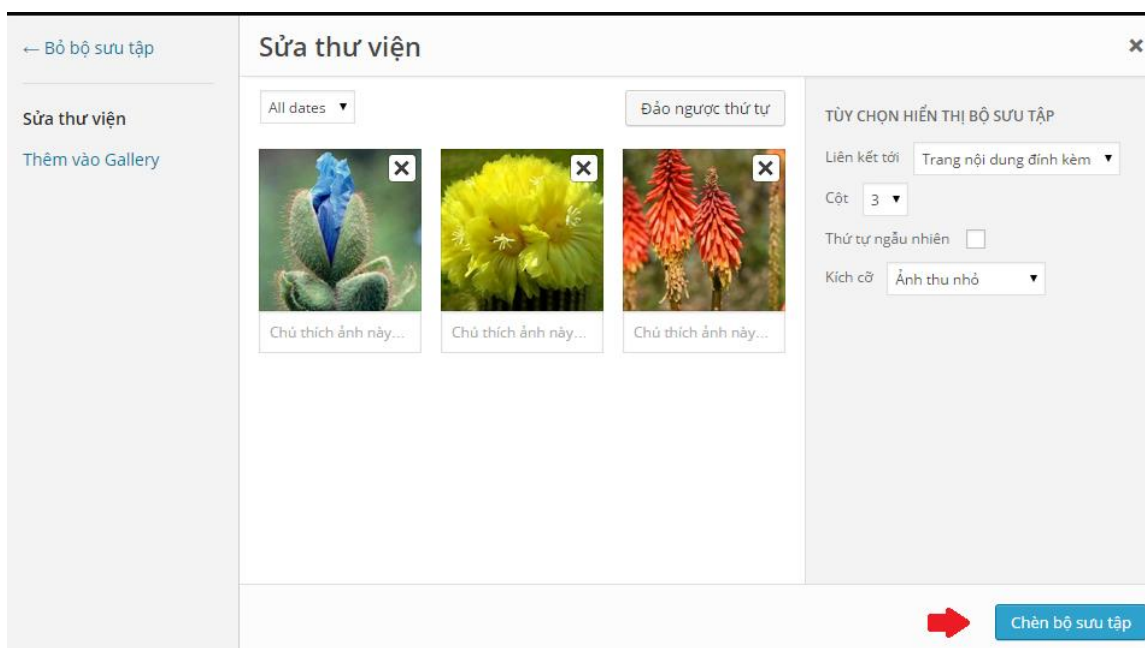 ← Bỏ bộ sưu tập
Sửa thư viện
Thêm vào Gallery
Sửa thư viện
All dates
Đảo ngược thứ tự
Chú thích ảnh này...
Chú thích ảnh này...
Chú thích ảnh này...
TÙY CHỌN HIỂN THỊ BỘ SƯU TẬP
Liên kết tới Trang nội dung đính kèm
Cột 3
Thứ tự ngẫu nhiên
Kích cỡ Ảnh thu nhỏ
Chèn bộ sưu tập